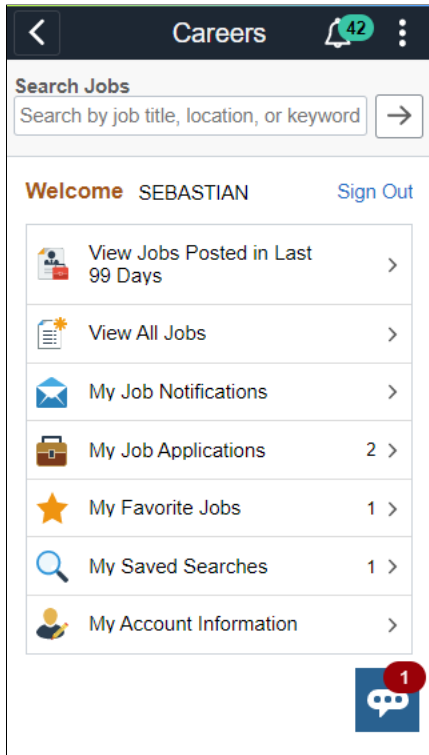 Careers
42
Search Jobs
Search by job title, location, or keyword
Welcome SEBASTIAN
Sign Out
View Jobs Posted in Last
99 Days
View All Jobs
My Job Notifications
My Job Applications 2
My Favorite Jobs 1
My Saved Searches 1
My Account Information
1